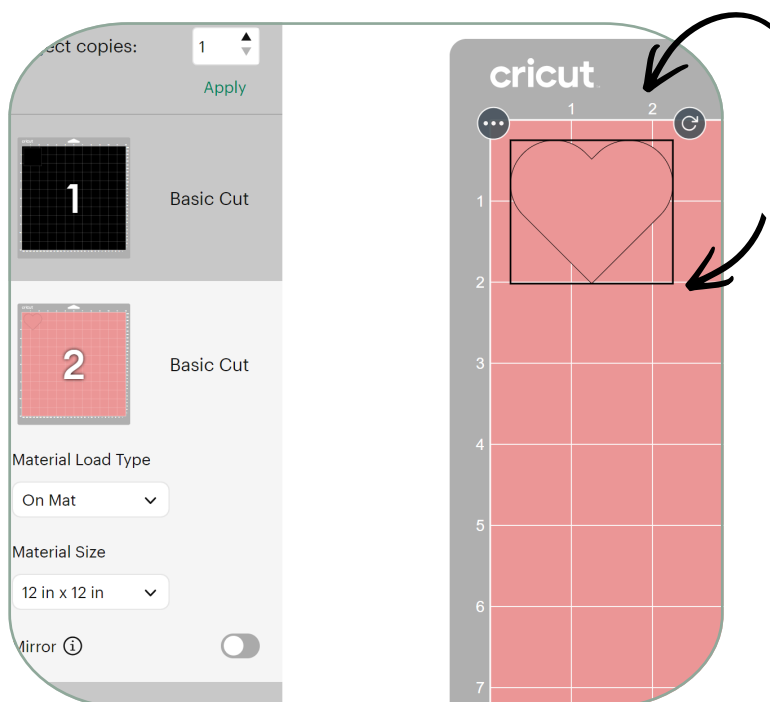 ect copies:
1
Apply
1
Basic Cut
2
Basic Cut
Material Load Type
On Mat
Material Size
12 in x 12 in
Mirror
cricut
1 2
1
2
3
4
5
6
7